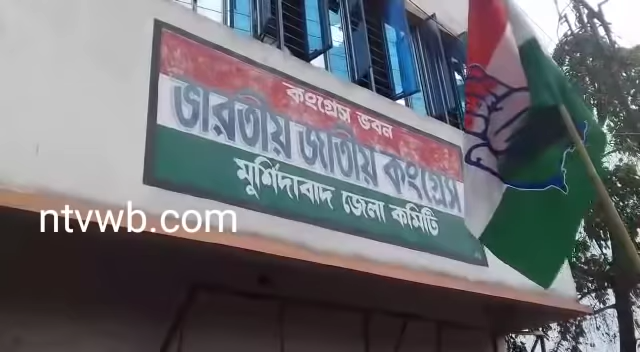 কংগ্রেস ভবন
ভারতীয় জাতীয় কংগ্রেস
মুর্শিদাবাদ জেলা কমিটি
ntvwb.com